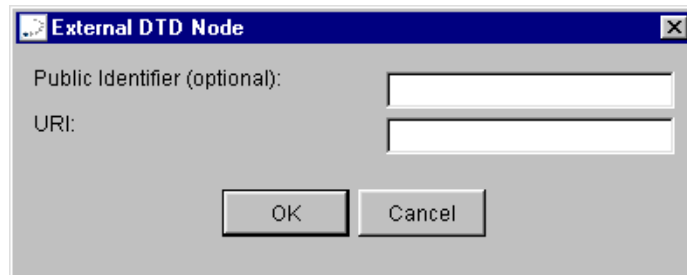 External DTD Node
Public Identifier (optional):
URI:
OK Cancel